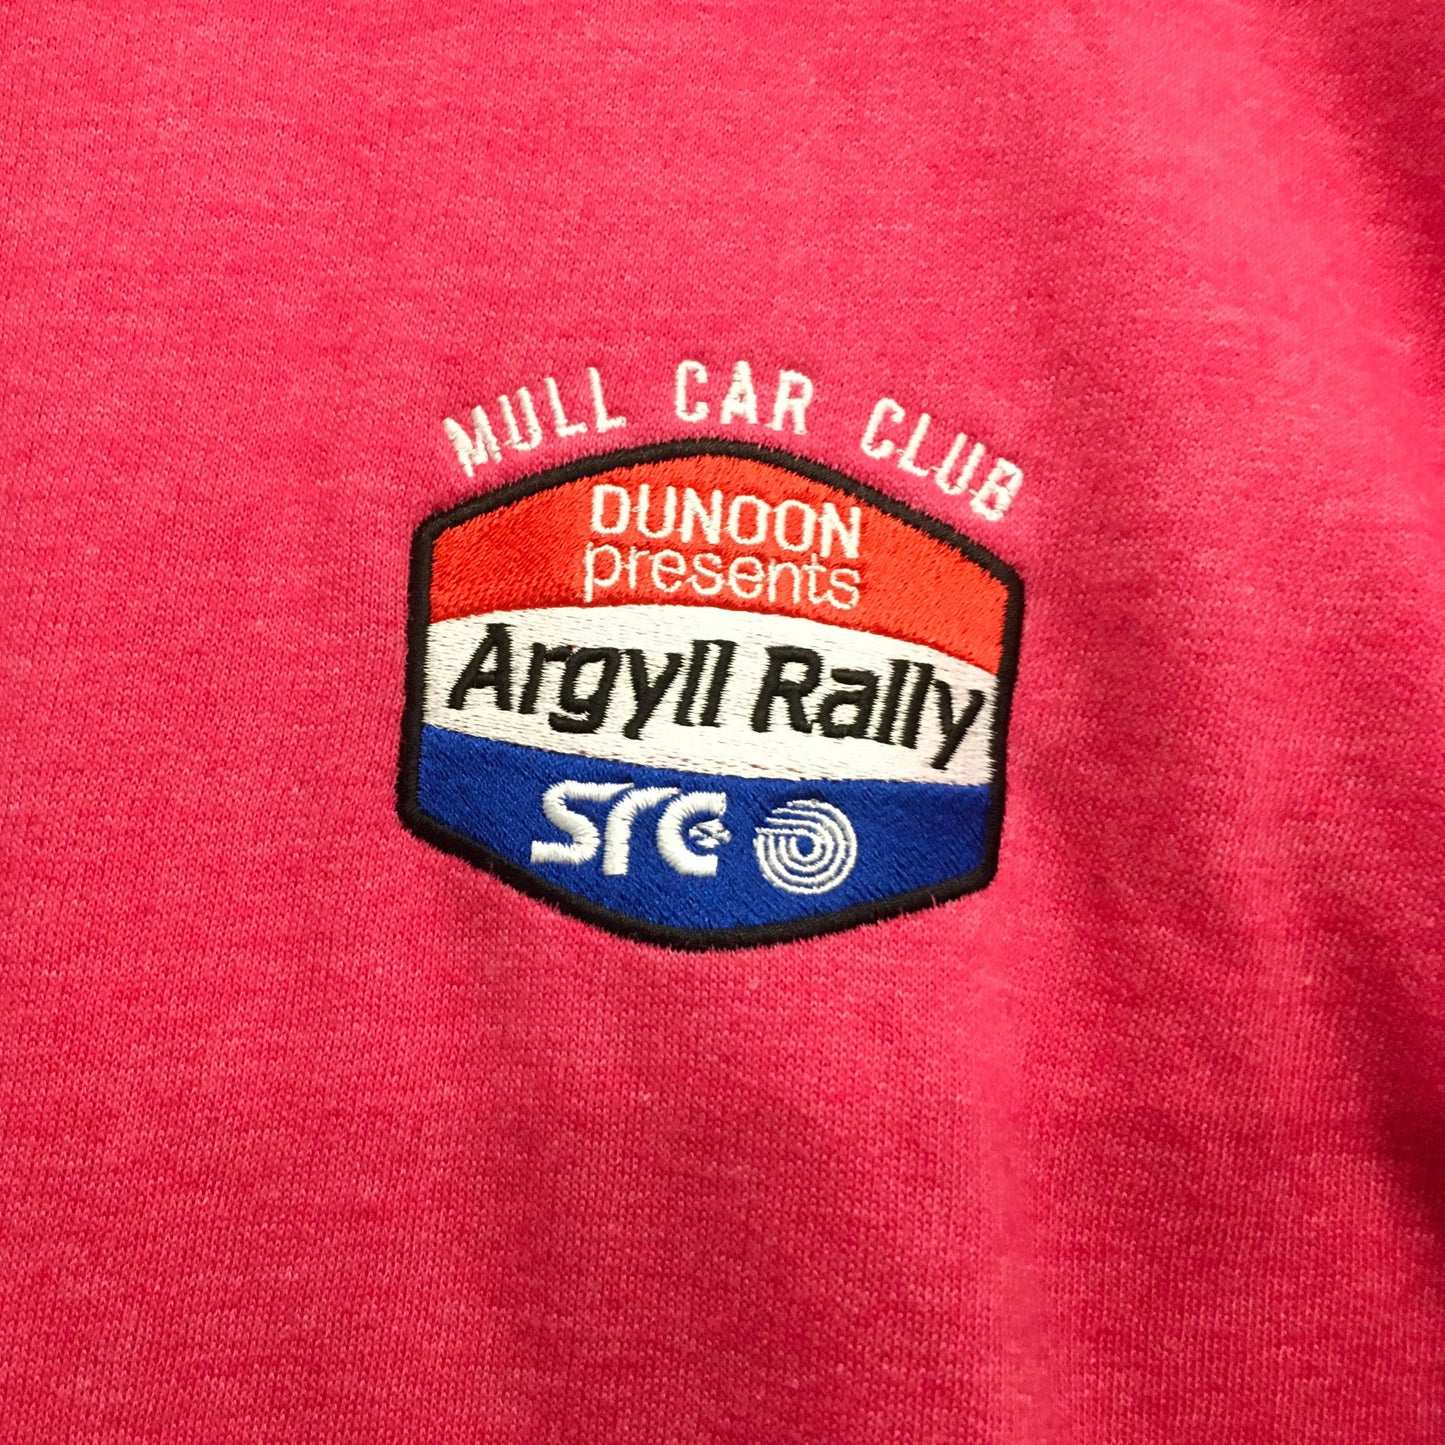 MULL CAR CLUB
DUNOON
presents
Argyll Rally
src